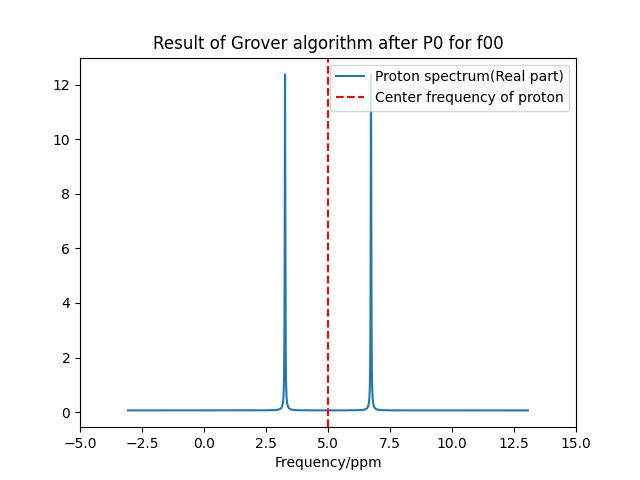 Result of Grover algorithm after P0 for f00
Proton spectrum(Real part)
Center frequency of proton
12
10
8
6
4
2
0
−5.0 −2.5 0.0 2.5 5.0 7.5 10.0 12.5 15.0
Frequency/ppm